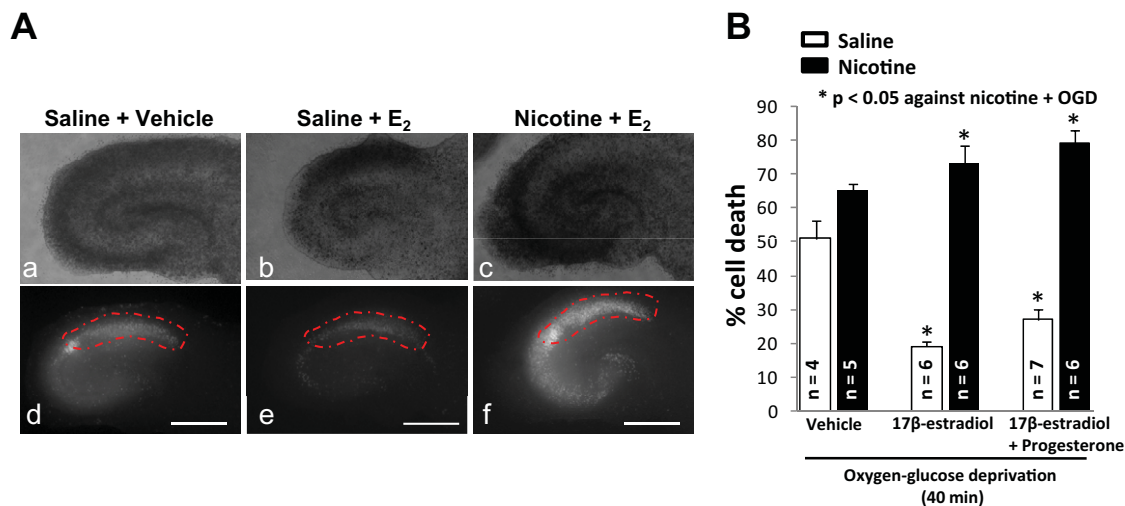 A
Saline + Vehicle
Saline + E₂
Nicotine + E₂
a
b
c
d
e
f
B
Saline
Nicotine
* p < 0.05 against nicotine + OGD
% cell death
90
80
70
60
50
40
30
20
10
0
*
*
*
*
n = 4
n = 5
n = 6
n = 6
n = 7
n = 6
Vehicle
17β-estradiol
17β-estradiol
+ Progesterone
Oxygen-glucose deprivation
(40 min)